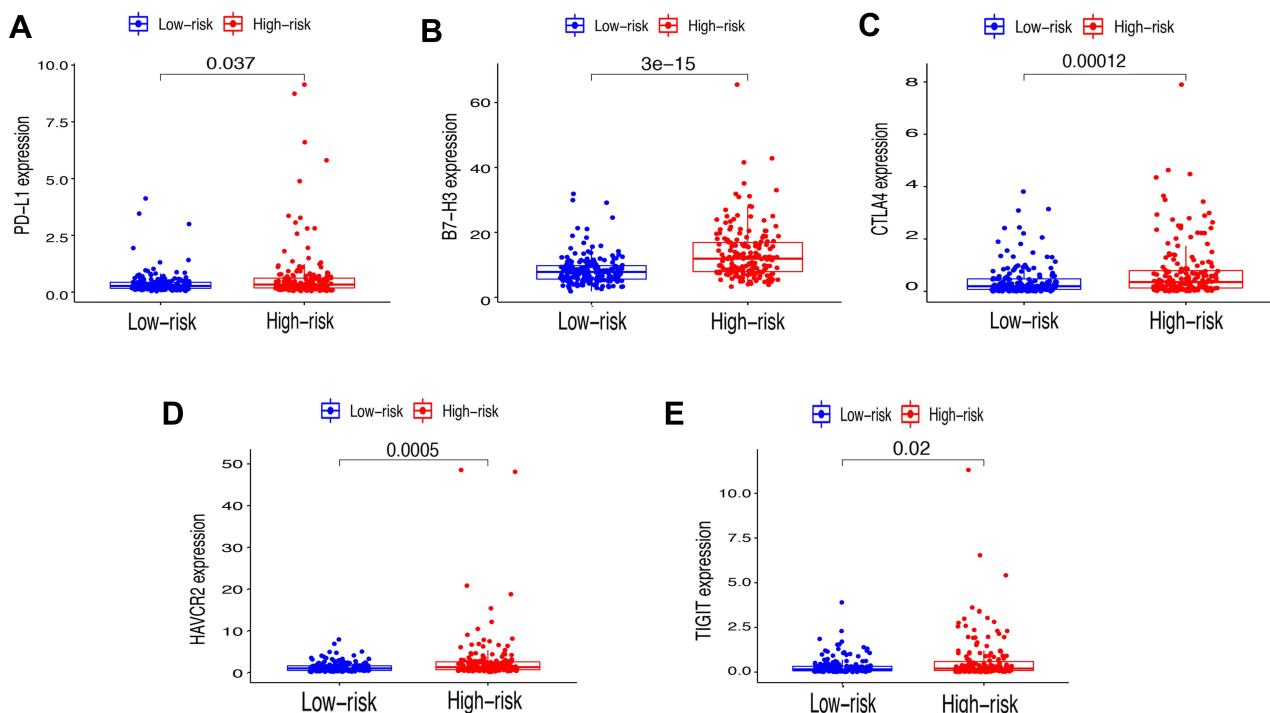 A
Low-risk High-risk
0.037
10.0
7.5
5.0
2.5
0.0
PD-L1 expression
Low-risk High-risk
B
Low-risk High-risk
3e-15
60
40
20
0
B7-H3 expression
Low-risk High-risk
C
Low-risk High-risk
0.00012
8
6
4
2
0
CTLA4 expression
Low-risk High-risk
D
Low-risk High-risk
0.0005
50
40
30
20
10
0
HAVCR2 expression
Low-risk High-risk
E
Low-risk High-risk
0.02
10.0
7.5
5.0
2.5
0.0
TIGIT expression
Low-risk High-risk